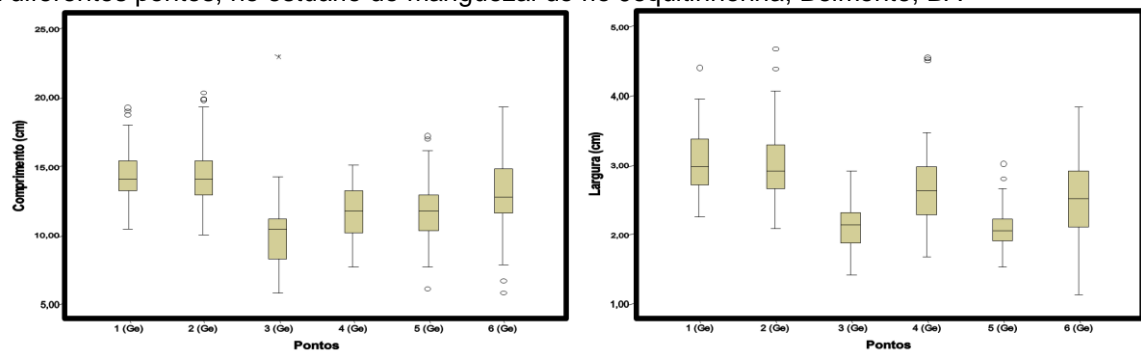 diferentes pontos, no estuário do manguezal do rio Jequitinhonha, Belmonte, BA.
25,00
20,00
15,00
10,00
5,00
Comprimento (cm)
1 (Ge) 2 (Ge) 3 (Ge) 4 (Ge) 5 (Ge) 6 (Ge)
Pontos
5,00
4,00
3,00
2,00
1,00
Largura (cm)
1 (Ge) 2 (Ge) 3 (Ge) 4 (Ge) 5 (Ge) 6 (Ge)
Pontos